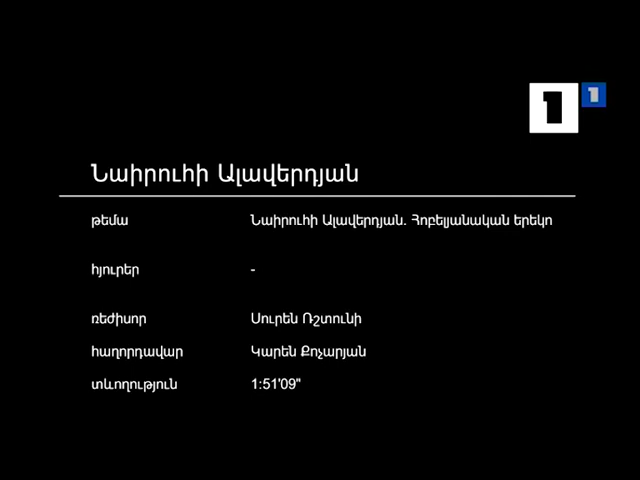 1 1
Նաիրուհի Ալավերդյան
թեմա Նաիրուհի Ալավերդյան. Հոբելյանական երեկո
հյուրեր -
ռեժիսոր Սուրեն Ռշտունի
հաղորդավար Կարեն Քոչարյան
տևողություն 1:51'09"